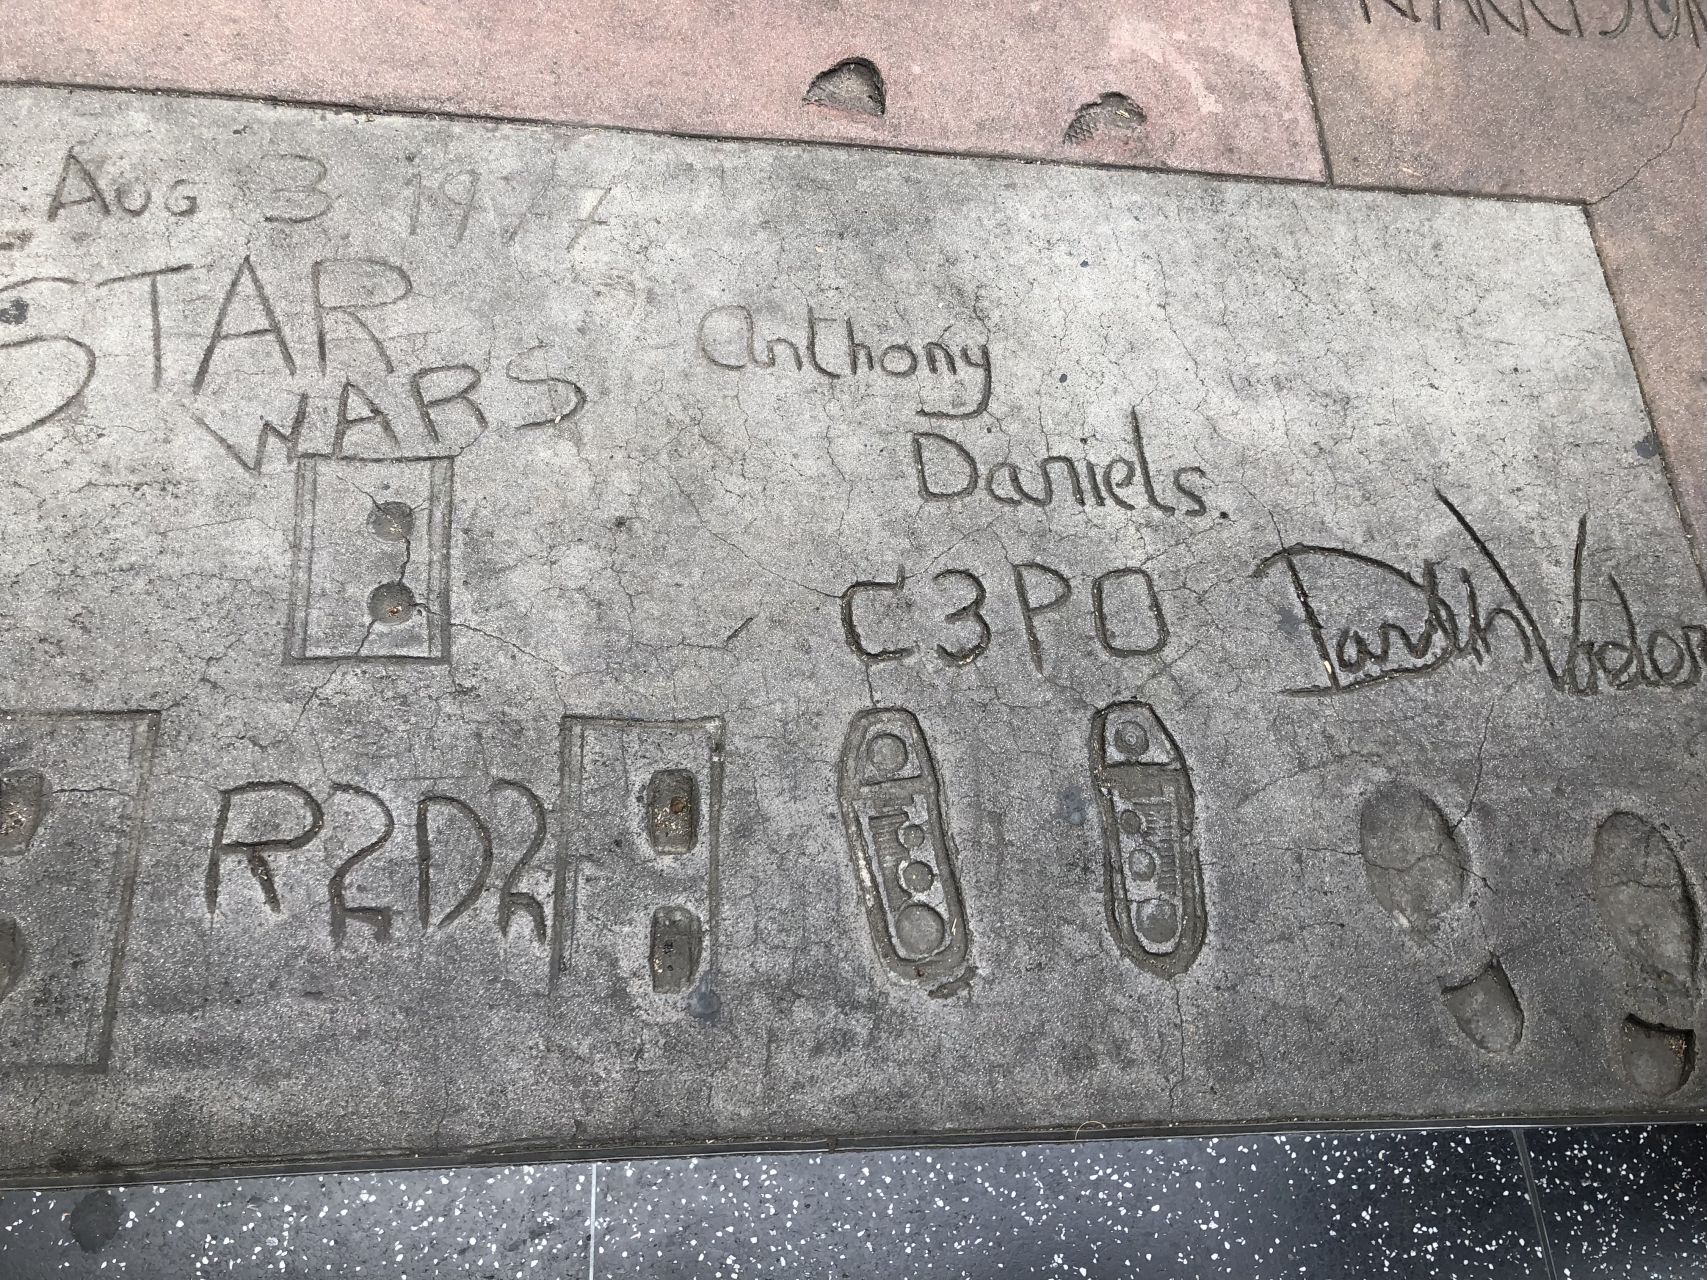 Aug 3 1977
STAR
WARS
Anthony
Daniels.
C3PO
Darth Vader
R2D2